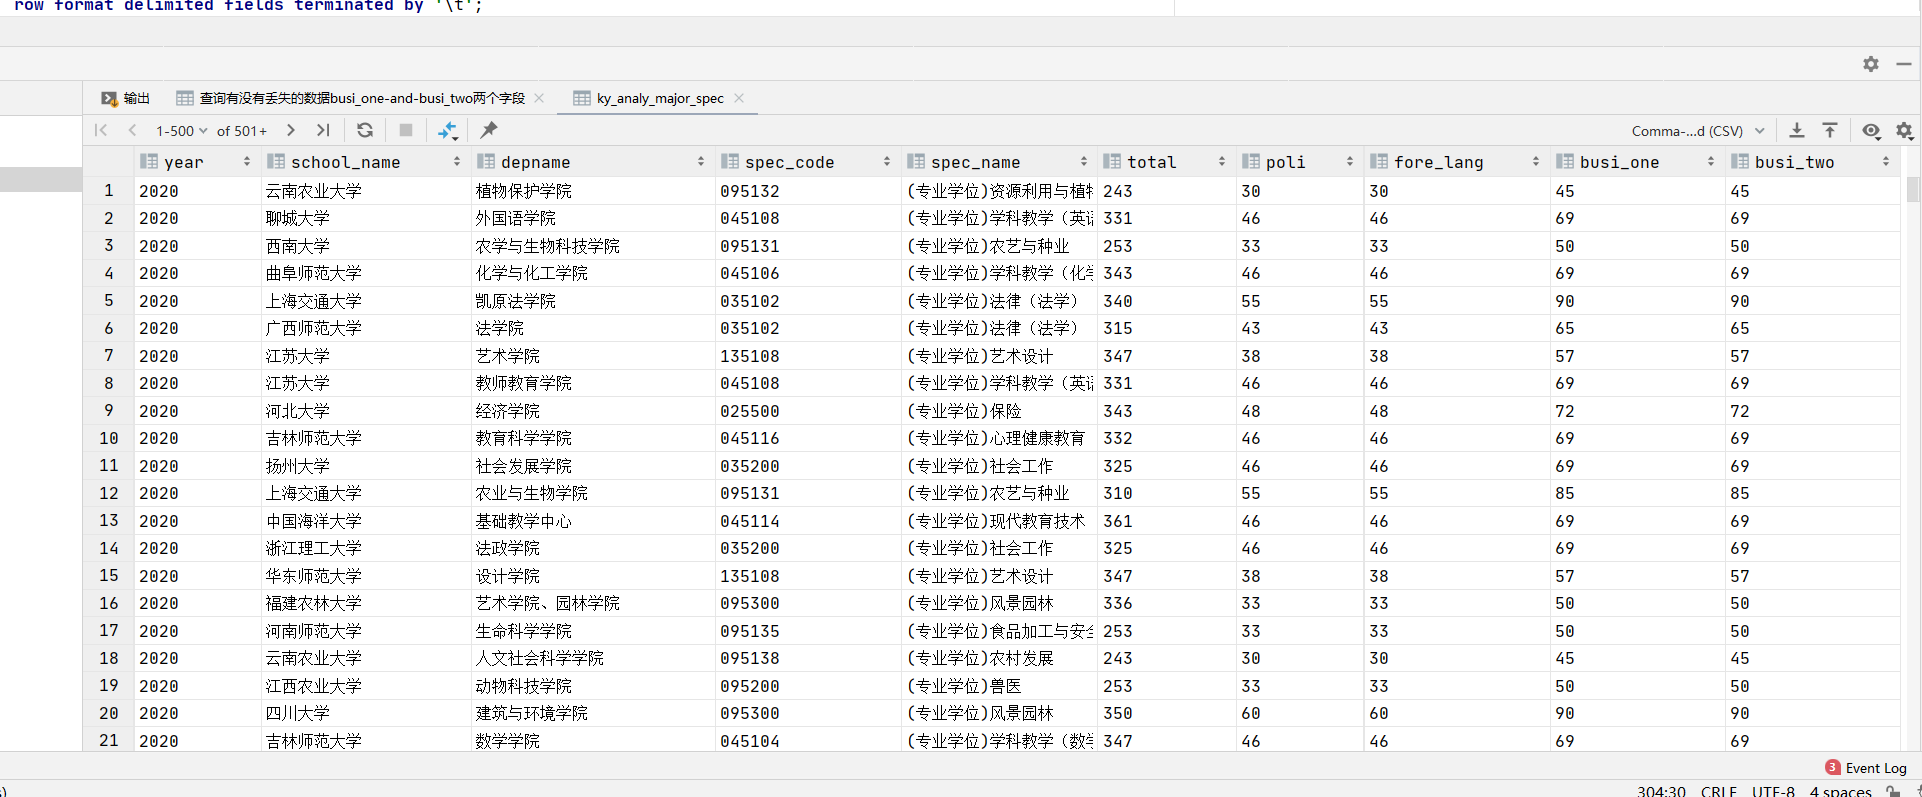 row format delimited fields terminated by '\t';
输出 查询有没有丢失的数据busi_one-and-busi_two两个字段 ky_analy_major_spec
1-500 of 501+ Comma-...d (CSV)
year school_name depname spec_code spec_name total poli fore_lang busi_one busi_two
1 2020 云南农业大学 植物保护学院 095132 (专业学位)资源利用与植 243 30 30 45 45
2 2020 聊城大学 外国语学院 045108 (专业学位)学科教学（英 331 46 46 69 69
3 2020 西南大学 农学与生物科技学院 095131 (专业学位)农艺与种业 253 33 33 50 50
4 2020 曲阜师范大学 化学与化工学院 045106 (专业学位)学科教学（化 343 46 46 69 69
5 2020 上海交通大学 凯原法学院 035102 (专业学位)法律（法学） 340 55 55 90 90
6 2020 广西师范大学 法学院 035102 (专业学位)法律（法学） 315 43 43 65 65
7 2020 江苏大学 艺术学院 135108 (专业学位)艺术设计 347 38 38 57 57
8 2020 江苏大学 教师教育学院 045108 (专业学位)学科教学（英 331 46 46 69 69
9 2020 河北大学 经济学院 025500 (专业学位)保险 343 48 48 72 72
10 2020 吉林师范大学 教育科学学院 045116 (专业学位)心理健康教育 332 46 46 69 69
11 2020 扬州大学 社会发展学院 035200 (专业学位)社会工作 325 46 46 69 69
12 2020 上海交通大学 农业与生物学院 095131 (专业学位)农艺与种业 310 55 55 85 85
13 2020 中国海洋大学 基础教学中心 045114 (专业学位)现代教育技术 361 46 46 69 69
14 2020 浙江理工大学 法政学院 035200 (专业学位)社会工作 325 46 46 69 69
15 2020 华东师范大学 设计学院 135108 (专业学位)艺术设计 347 38 38 57 57
16 2020 福建农林大学 艺术学院、园林学院 095300 (专业学位)风景园林 336 33 33 50 50
17 2020 河南师范大学 生命科学学院 095135 (专业学位)食品加工与安 253 33 33 50 50
18 2020 云南农业大学 人文社会科学学院 095138 (专业学位)农村发展 243 30 30 45 45
19 2020 江西农业大学 动物科技学院 095200 (专业学位)兽医 253 33 33 50 50
20 2020 四川大学 建筑与环境学院 095300 (专业学位)风景园林 350 60 60 90 90
21 2020 吉林师范大学 数学学院 045104 (专业学位)学科教学（数 347 46 46 69 69
3 Event Log
304:30 CRLF UTF-8 4 spaces